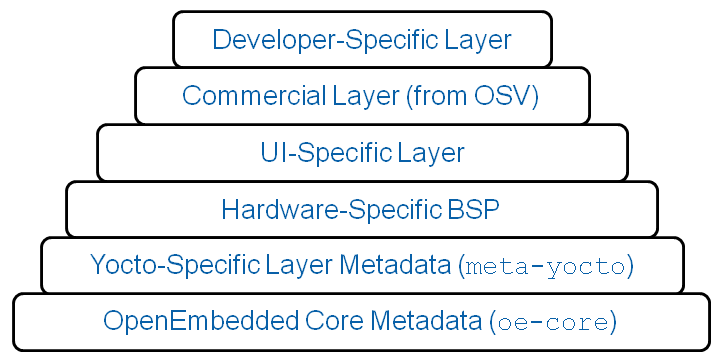 Developer-Specific Layer
Commercial Layer (from OSV)
UI-Specific Layer
Hardware-Specific BSP
Yocto-Specific Layer Metadata (meta-yocto)
OpenEmbedded Core Metadata (oe-core)